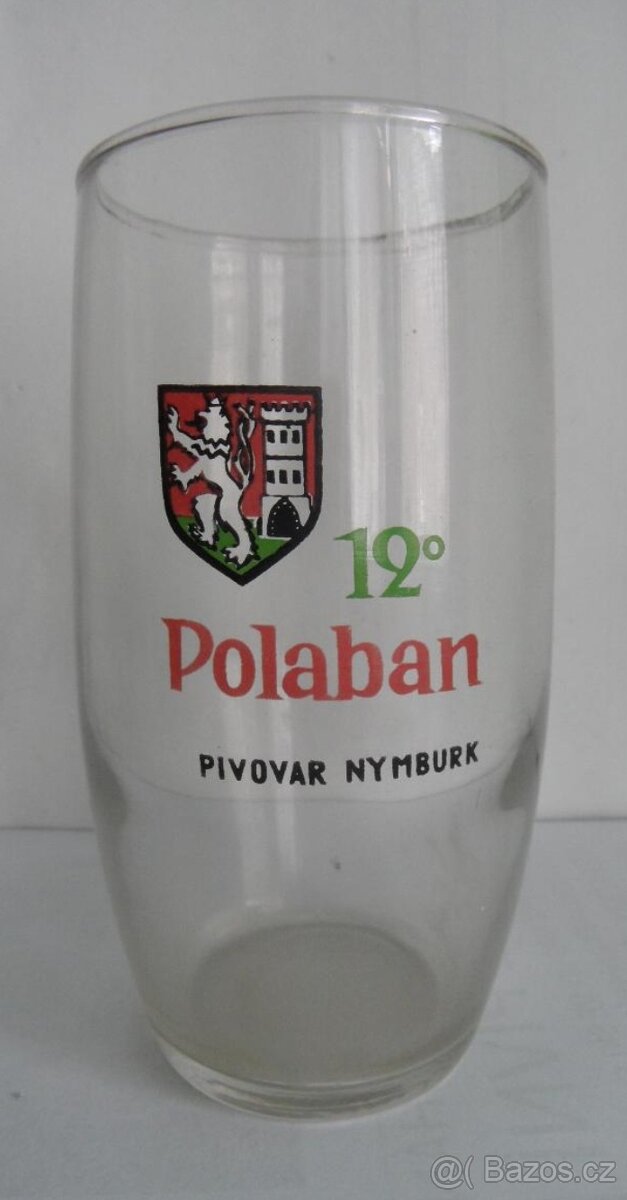 12°
Polaban
PIVOVAR NYMBURK
@( Bazos.cz